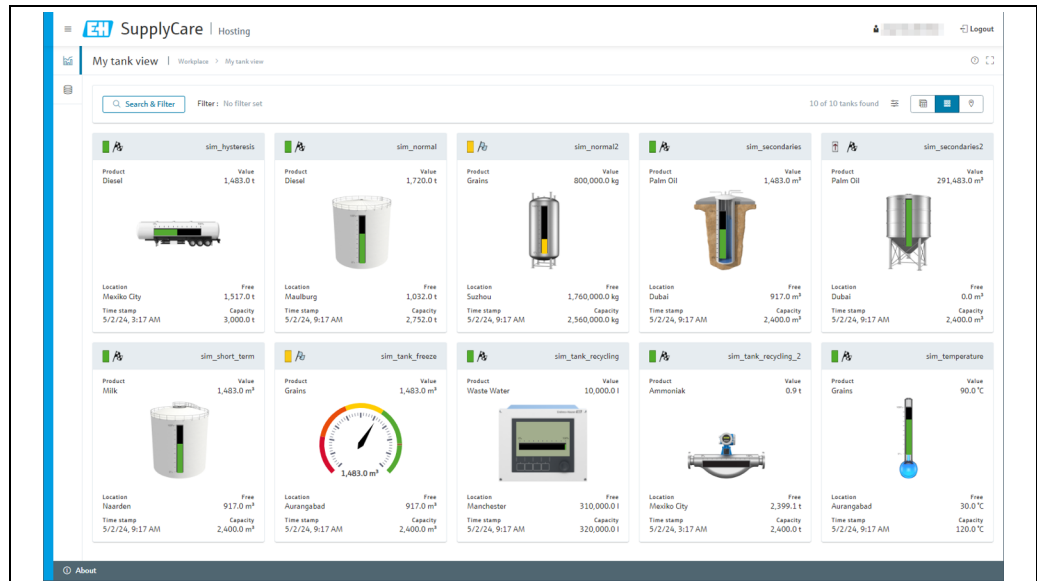 EH SupplyCare | Hosting Logout
My tank view | Workplace > My tank view
Search & Filter Filter : No filter set 10 of 10 tanks found
sim_hysteresis sim_normal sim_normal2 sim_secondaries sim_secondaries2
Product Value Product Value Product Value Product Value Product Value
Diesel 1,483.0 t Diesel 1,720.0 t Grains 800,000.0 kg Palm Oil 1,483.0 m³ Palm Oil 291,483.0 m³
Location Free Location Free Location Free Location Free Location Free
Mexiko City 1,517.0 t Maulburg 1,032.0 t Suzhou 1,760,000.0 kg Dubai 917.0 m³ Dubai 0.0 m³
Time stamp Capacity Time stamp Capacity Time stamp Capacity Time stamp Capacity Time stamp Capacity
5/2/24, 3:17 AM 3,000.0 t 5/2/24, 9:17 AM 2,752.0 t 5/2/24, 9:17 AM 2,560,000.0 kg 5/2/24, 9:17 AM 2,400.0 m³ 5/2/24, 9:17 AM 2,400.0 m³
sim_short_term sim_tank_freeze sim_tank_recycling sim_tank_recycling_2 sim_temperature
Product Value Product Value Product Value Product Value Product Value
Milk 1,483.0 m³ Grains 1,483.0 m³ Waste Water 10,000.0 l Ammoniak 0.9 t Grains 90.0 °C
1,483.0 m³
Location Free Location Free Location Free Location Free Location Free
Naarden 917.0 m³ Aurangabad 917.0 m³ Manchester 310,000.0 l Mexiko City 2,399.1 t Aurangabad 30.0 °C
Time stamp Capacity Time stamp Capacity Time stamp Capacity Time stamp Capacity Time stamp Capacity
5/2/24, 9:17 AM 2,400.0 m³ 5/2/24, 9:17 AM 2,400.0 m³ 5/2/24, 9:17 AM 320,000.0 l 5/2/24, 3:17 AM 2,400.0 t 5/2/24, 9:17 AM 120.0 °C
About